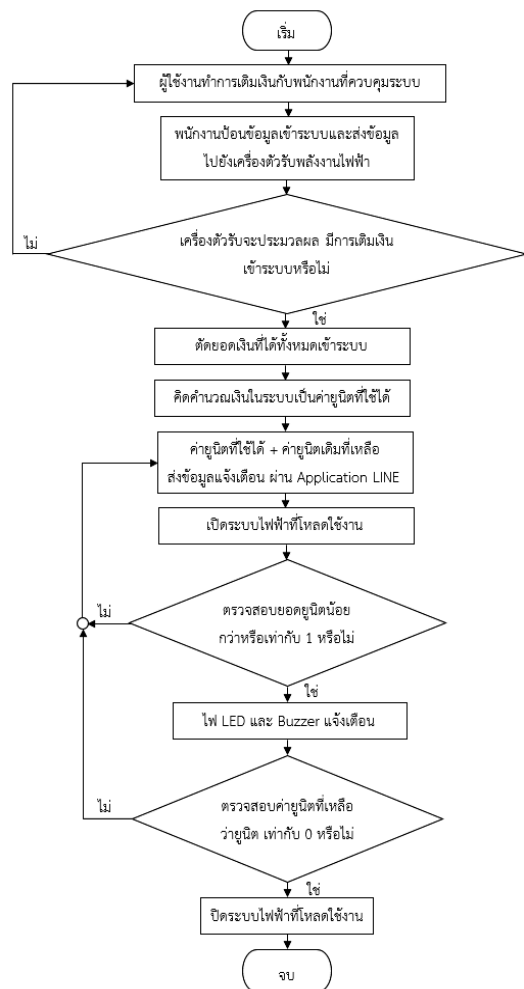 เริ่ม
ผู้ใช้งานทำการเติมเงินกับพนักงานที่ควบคุมระบบ
พนักงานป้อนข้อมูลเข้าระบบและส่งข้อมูล
ไปยังเครื่องตัวรับพลังงานไฟฟ้า
ไม่
เครื่องตัวรับจะประมวลผล มีการเติมเงิน
เข้าระบบหรือไม่
ใช่
ตัดยอดเงินที่ได้ทั้งหมดเข้าระบบ
คิดคำนวณเงินในระบบเป็นค่ายูนิตที่ใช้ได้
ค่ายูนิตที่ใช้ได้ + ค่ายูนิตเดิมที่เหลือ
ส่งข้อมูลแจ้งเตือน ผ่าน Application LINE
เปิดระบบไฟฟ้าที่โหลดใช้งาน
ไม่
ตรวจสอบยอดยูนิตน้อย
กว่าหรือเท่ากับ 1 หรือไม่
ใช่
ไฟ LED และ Buzzer แจ้งเตือน
ไม่
ตรวจสอบค่ายูนิตที่เหลือ
ว่ายูนิต เท่ากับ 0 หรือไม่
ใช่
ปิดระบบไฟฟ้าที่โหลดใช้งาน
จบ